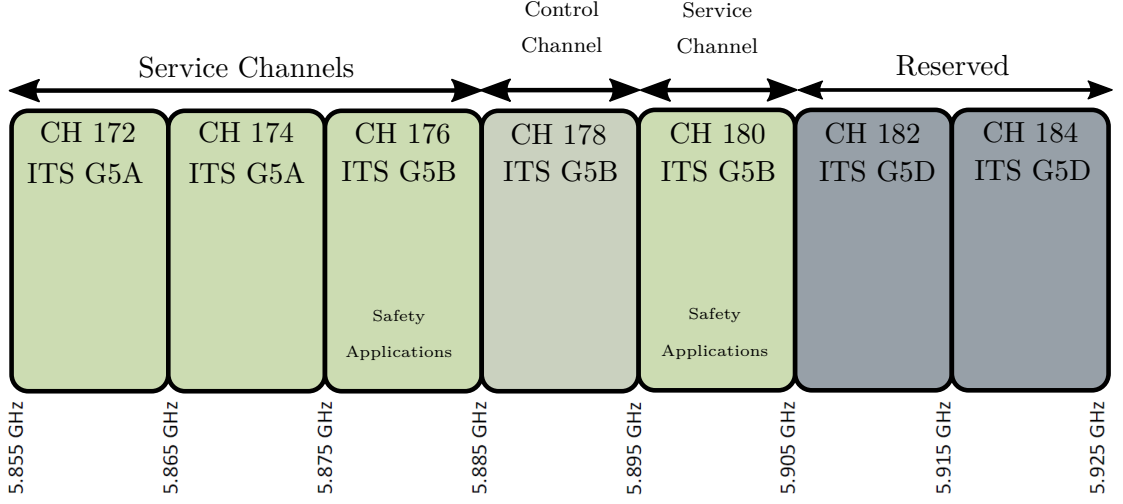 Control
Channel
Service
Channel
Service Channels
Reserved
CH 172
ITS G5A
CH 174
ITS G5A
CH 176
ITS G5B
Safety
Applications
CH 178
ITS G5B
CH 180
ITS G5B
Safety
Applications
CH 182
ITS G5D
CH 184
ITS G5D
5.855 GHz
5.865 GHz
5.875 GHz
5.885 GHz
5.895 GHz
5.905 GHz
5.915 GHz
5.925 GHz